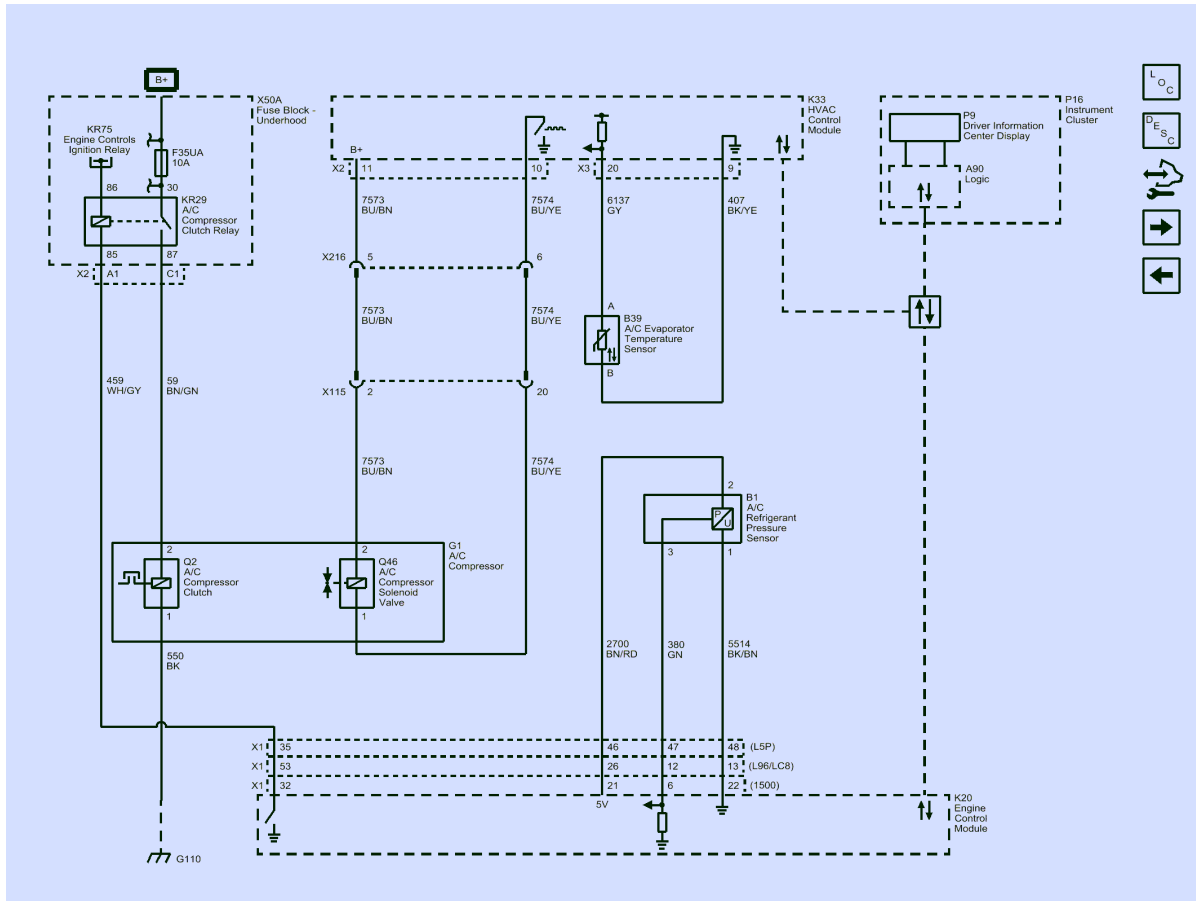 B+
X50A
Fuse Block -
Underhood
KR75
Engine Controls
Ignition Relay
F35UA
10A
86
30
KR29
A/C
Compressor
Clutch Relay
85
87
X2
A1
C1
K33
HVAC
Control
Module
B+
X2
11
10
X3
20
9
7573
BU/BN
7574
BU/YE
6137
GY
407
BK/YE
P16
Instrument
Cluster
P9
Driver Information
Center Display
A90
Logic
LOC
DESC
X216
5
6
7573
BU/BN
7574
BU/YE
A
B39
A/C Evaporator
Temperature
Sensor
B
459
WH/GY
59
BN/GN
X115
2
20
7573
BU/BN
7574
BU/YE
2
B1
A/C
Refrigerant
Pressure
Sensor
P
U
3
1
G1
A/C
Compressor
2
Q2
A/C
Compressor
Clutch
1
2
Q46
A/C
Compressor
Solenoid
Valve
1
550
BK
2700
BN/RD
380
GN
5514
BK/BN
X1
35
46
47
48
(L5P)
X1
53
26
12
13
(L96/LC8)
X1
32
21
6
22
(1500)
5V
K20
Engine
Control
Module
G110